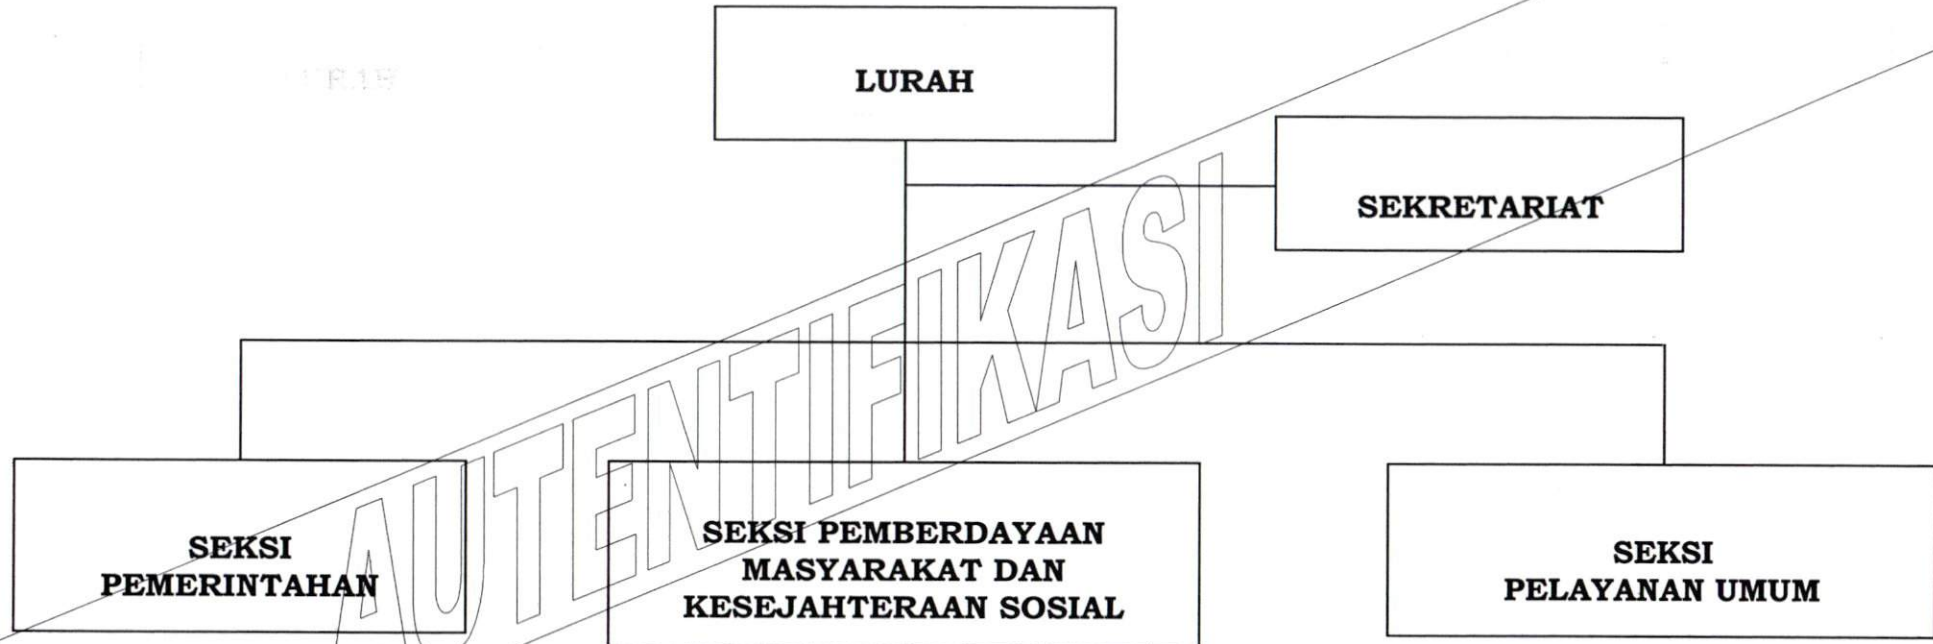 LURAH
SEKRETARIAT
SEKSI
PEMERINTAHAN
SEKSI PEMBERDAYAAN
MASYARAKAT DAN
KESEJAHTERAAN SOSIAL
SEKSI
PELAYANAN UMUM
AUTENTIFIKASI